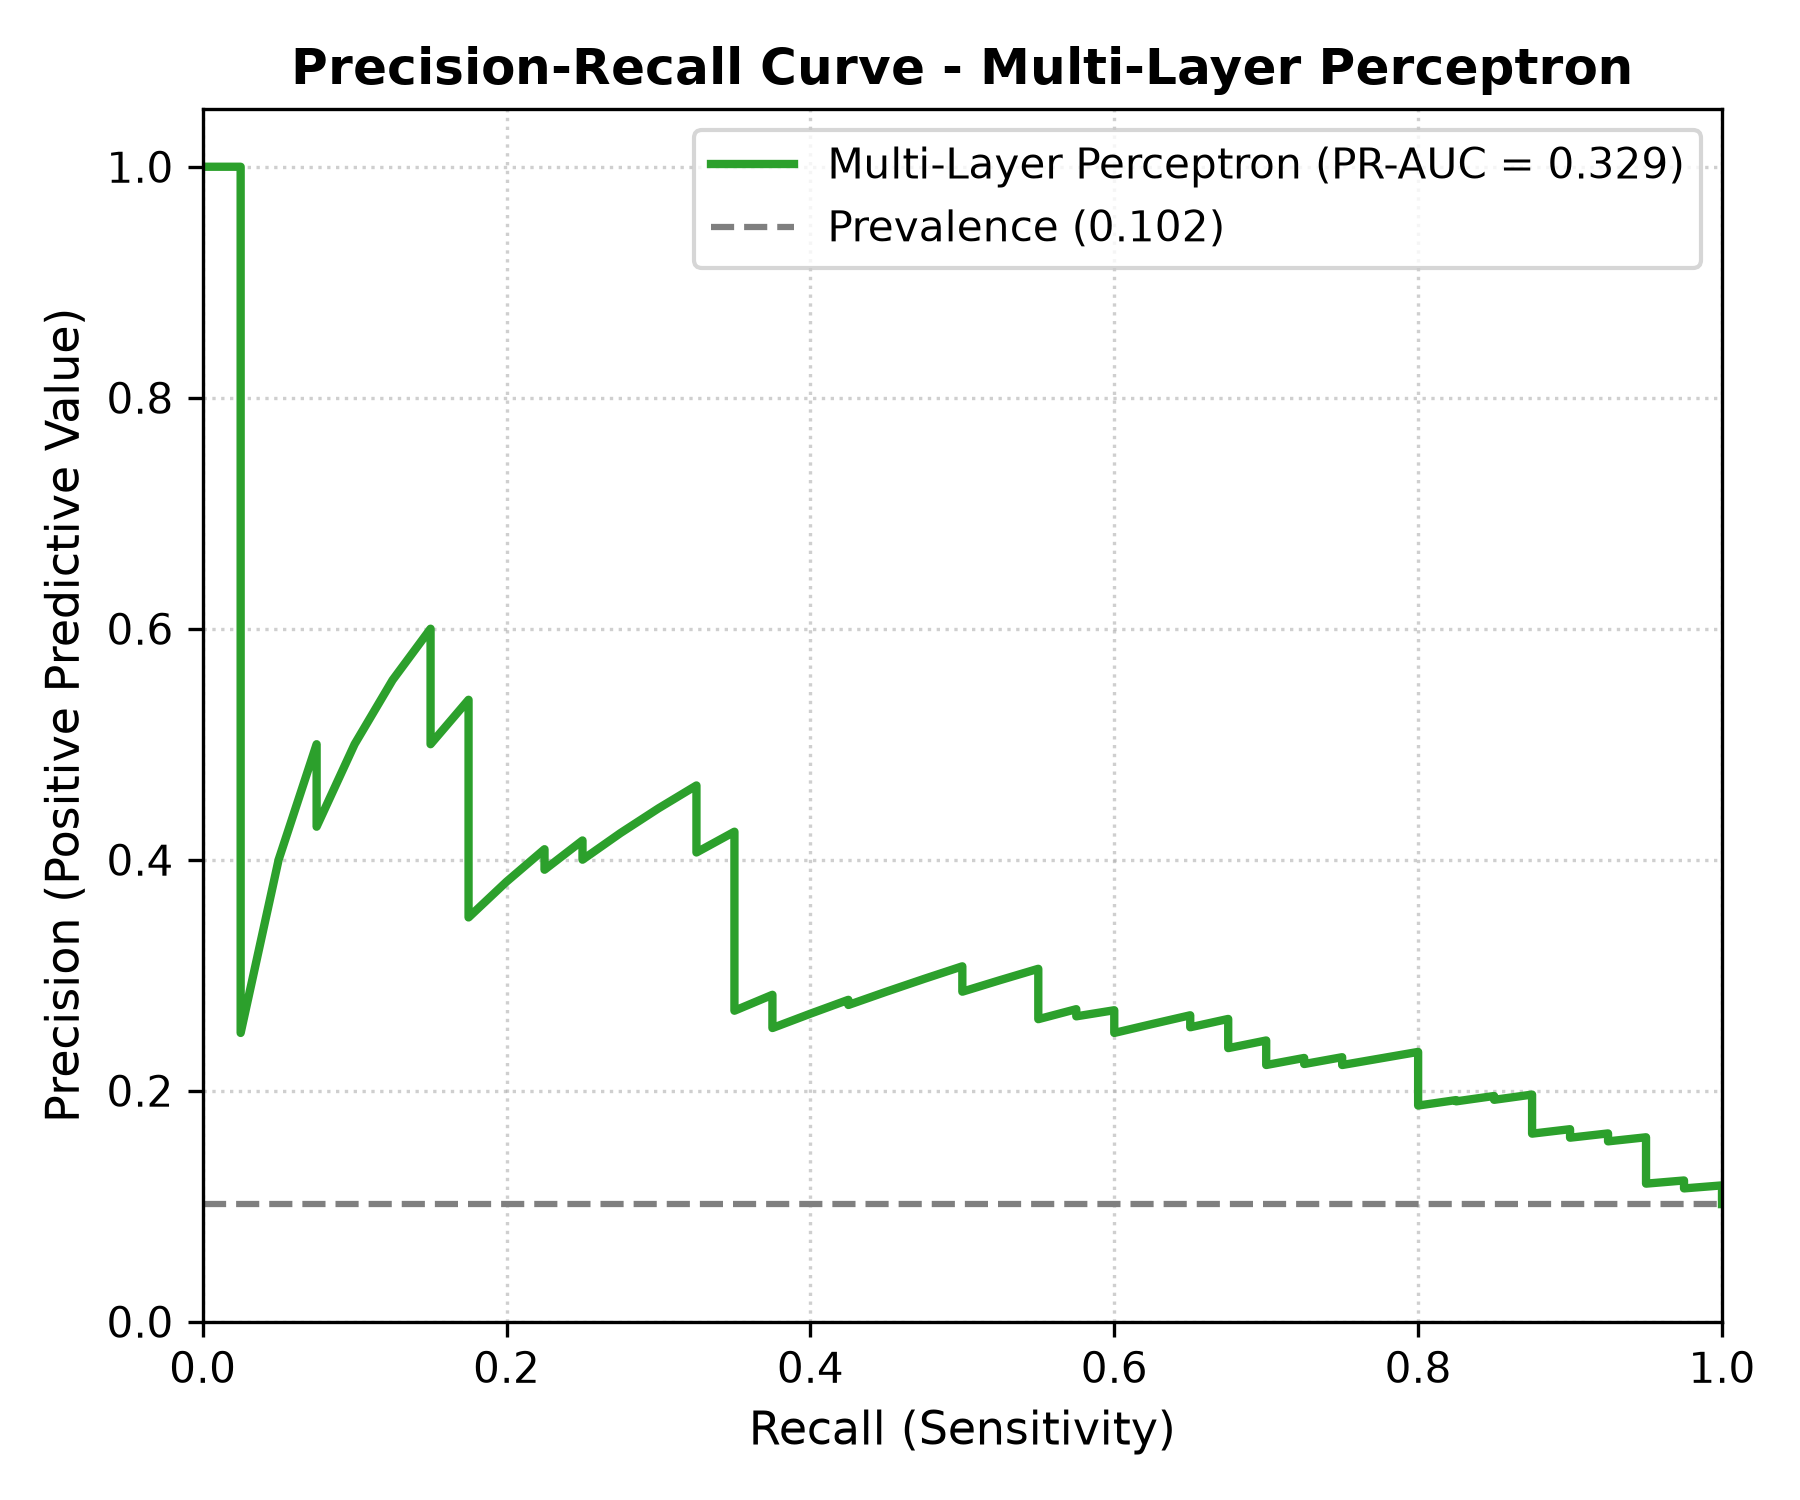 Precision-Recall Curve - Multi-Layer Perceptron
Multi-Layer Perceptron (PR-AUC = 0.329)
Prevalence (0.102)
Precision (Positive Predictive Value)
1.0
0.8
0.6
0.4
0.2
0.0
0.0 0.2 0.4 0.6 0.8 1.0
Recall (Sensitivity)